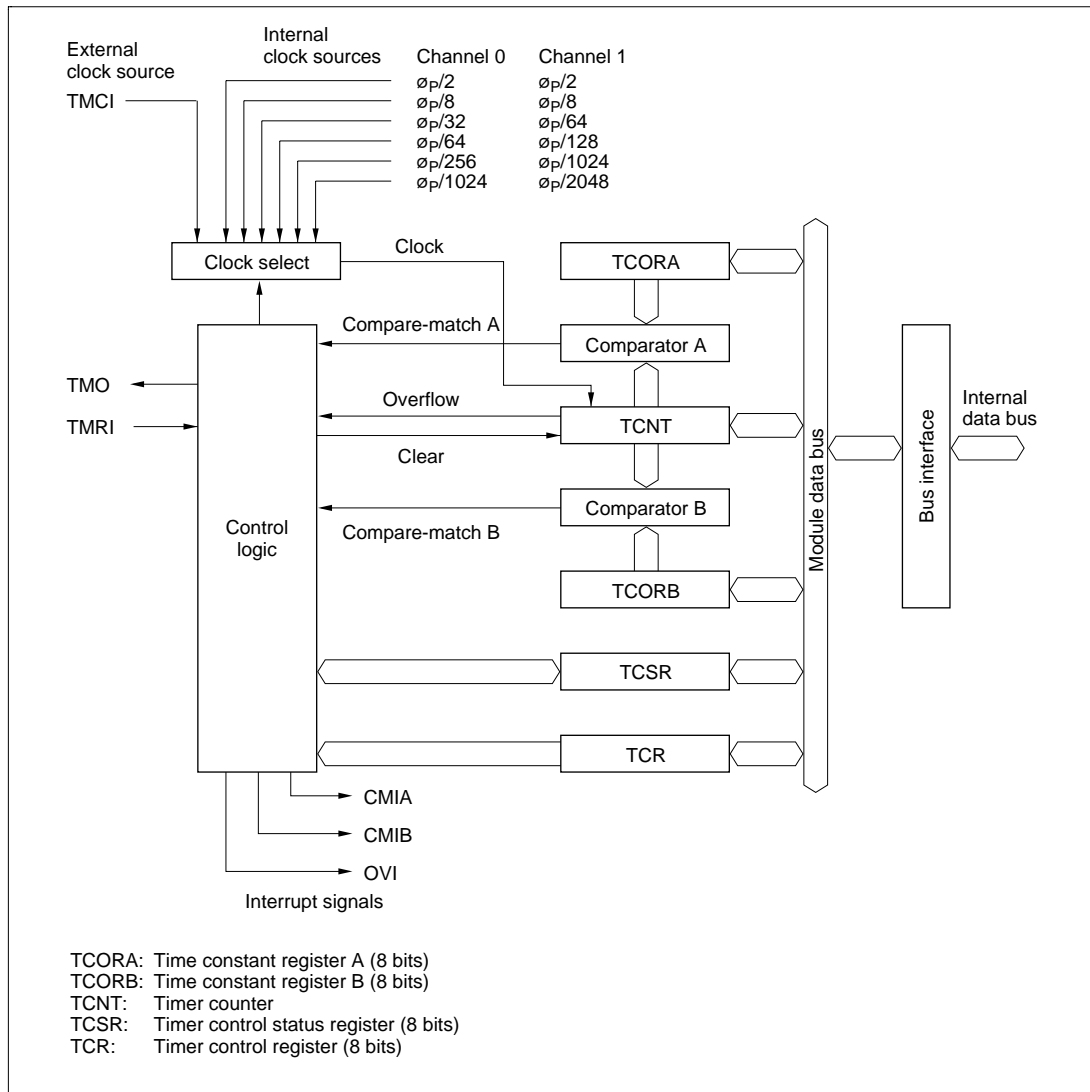 External
clock source
TMCI
Internal
clock sources
Channel 0 Channel 1
øP/2 øP/2
øP/8 øP/8
øP/32 øP/64
øP/64 øP/128
øP/256 øP/1024
øP/1024 øP/2048
Clock select
Clock
TCORA
Compare-match A
Comparator A
TMO
TMRI
Overflow
TCNT
Clear
Internal
data bus
Module data bus
Bus interface
Comparator B
Compare-match B
Control
logic
TCORB
TCSR
TCR
CMIA
CMIB
OVI
Interrupt signals
TCORA: Time constant register A (8 bits)
TCORB: Time constant register B (8 bits)
TCNT: Timer counter
TCSR: Timer control status register (8 bits)
TCR: Timer control register (8 bits)